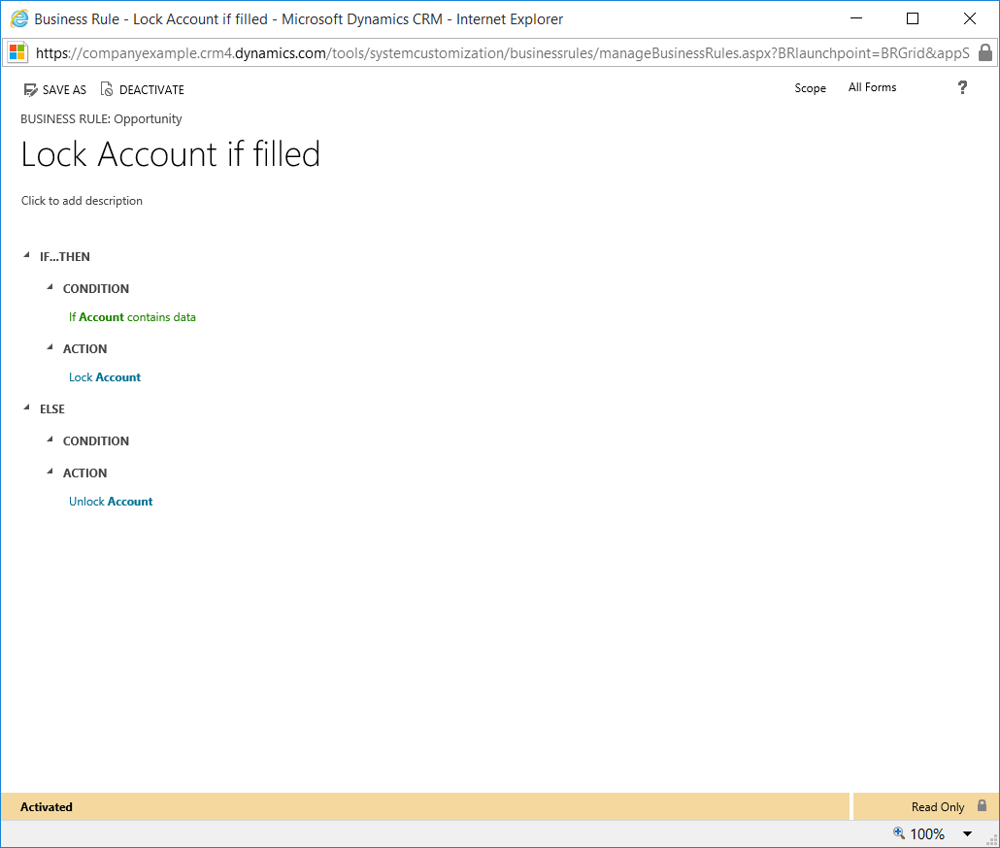 Business Rule - Lock Account if filled - Microsoft Dynamics CRM - Internet Explorer
https://companyexample.crm4.dynamics.com/tools/systemcustomization/businessrules/manageBusinessRules.aspx?BRlaunchpoint=BRGrid&appS
SAVE AS DEACTIVATE Scope All Forms ?
BUSINESS RULE: Opportunity
Lock Account if filled
Click to add description
IF...THEN
CONDITION
If Account contains data
ACTION
Lock Account
ELSE
CONDITION
ACTION
Unlock Account
Activated Read Only
100%